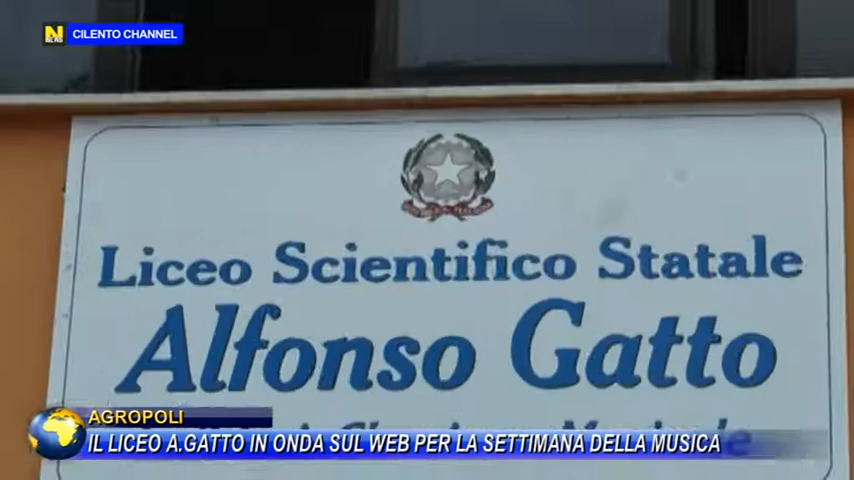 CILENTO CHANNEL
Liceo Scientifico Statale
Alfonso Gatto
AGROPOLI
IL LICEO A.GATTO IN ONDA SUL WEB PER LA SETTIMANA DELLA MUSICA